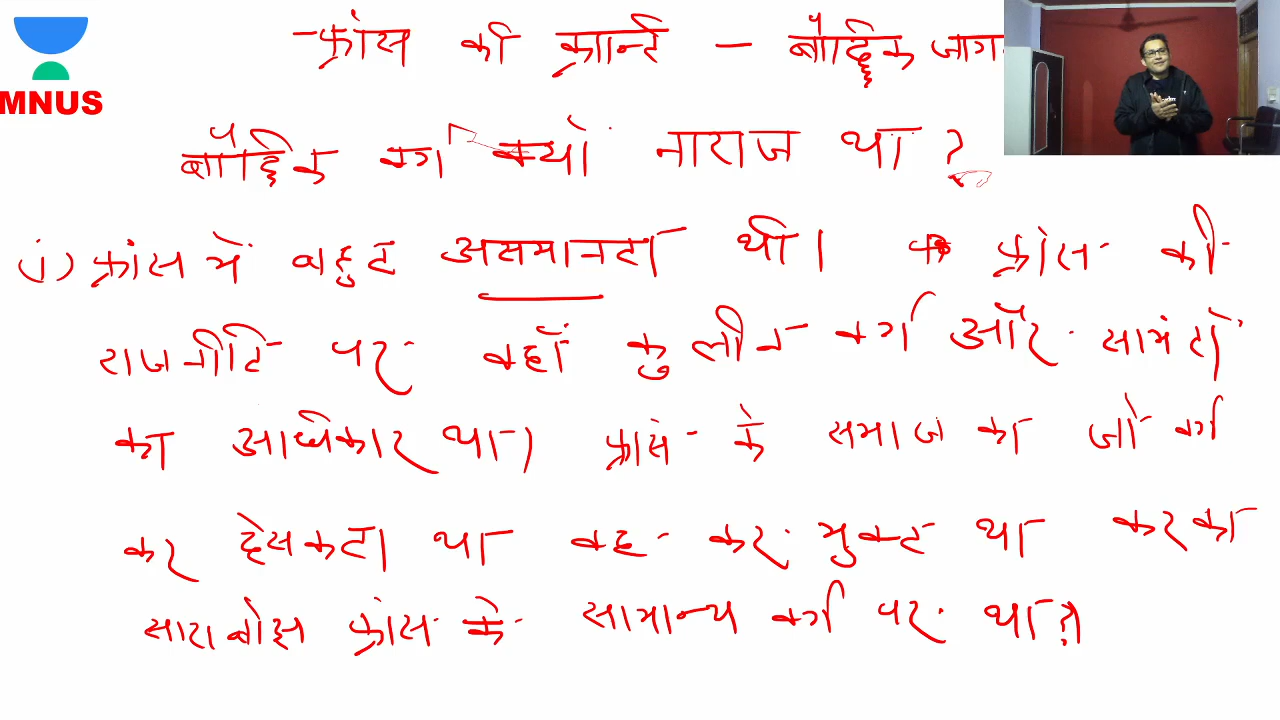 फ्रांस की क्रान्ति – बौद्धिक जाग
MNUS
बौद्धिक वर्ग क्यों नाराज था ?
(i) फ्रांस में बहुत असमानता थी। फ्रांस की
राजनीति पर वहाँ कुलीन वर्ग और सामंतों
का अधिकार था। फ्रांस के समाज का जो वर्ग
कर दे सकता था वह कर मुक्त था कर का
सारा बोझ फ्रांस के सामान्य वर्ग पर था।